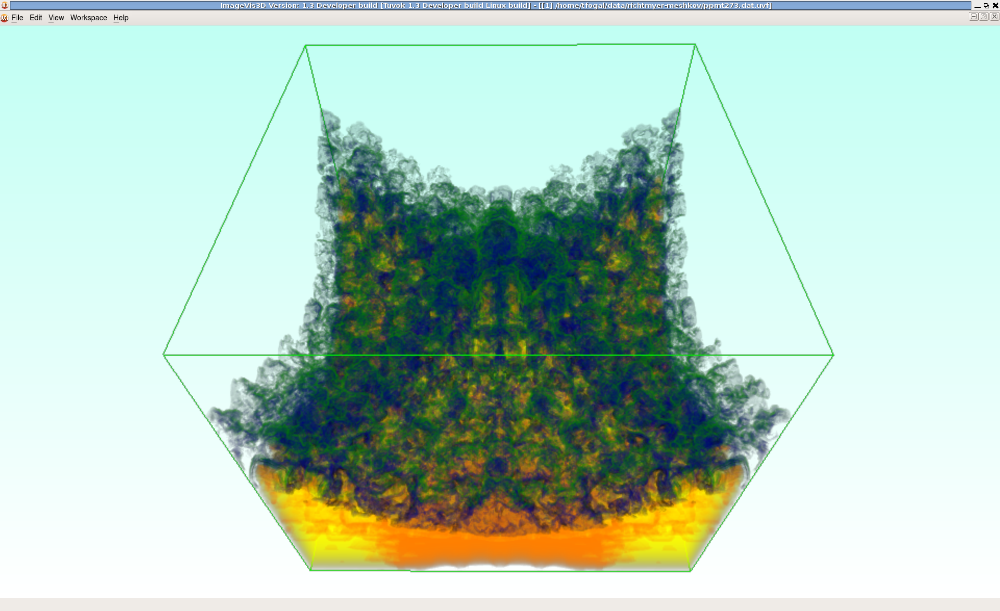 ImageVis3D Version: 1.3 Developer build [Tuvok 1.3 Developer build Linux build] - [[1] /home/tfogal/data/richtmyer-meshkov/ppmt273.dat.uvf]
File Edit View Workspace Help